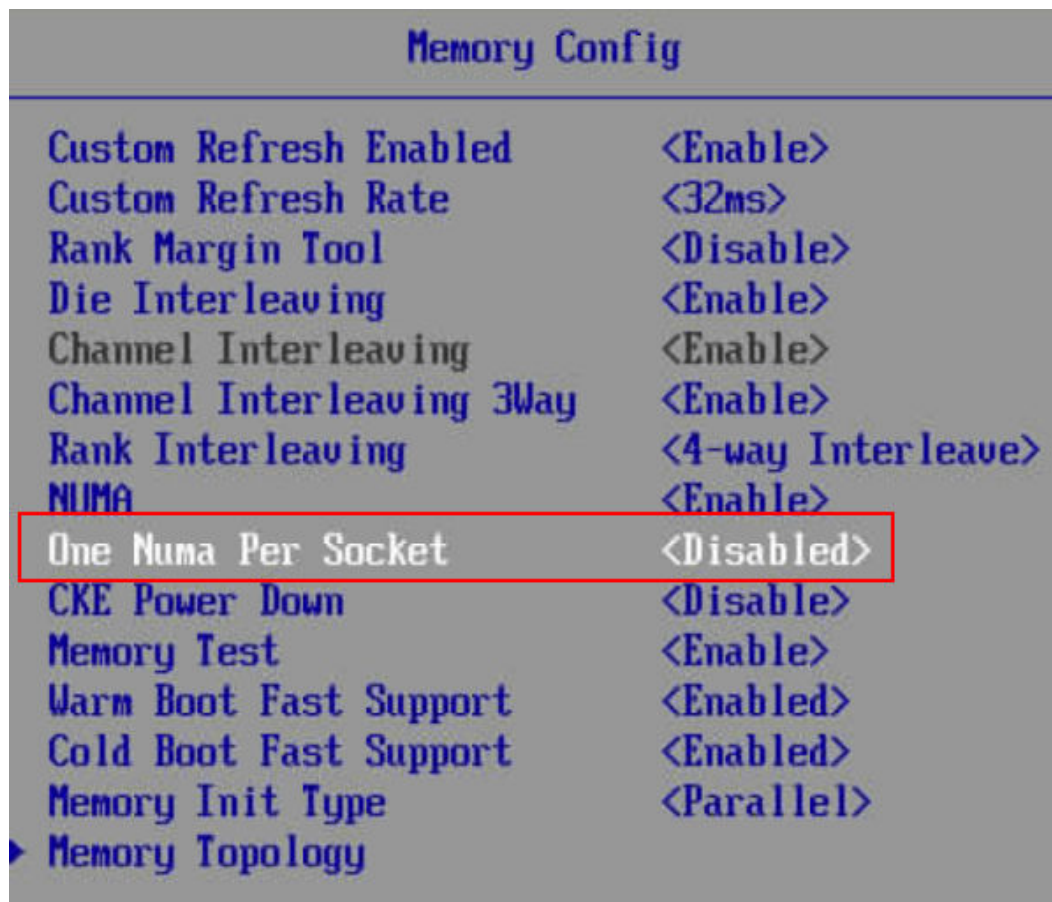 Memory Config
Custom Refresh Enabled <Enable>
Custom Refresh Rate <32ms>
Rank Margin Tool <Disable>
Die Interleaving <Enable>
Channel Interleaving <Enable>
Channel Interleaving 3Way <Enable>
Rank Interleaving <4-way Interleave>
NUMA <Enable>
One Numa Per Socket <Disabled>
CKE Power Down <Disable>
Memory Test <Enable>
Warm Boot Fast Support <Enabled>
Cold Boot Fast Support <Enabled>
Memory Init Type <Parallel>
Memory Topology